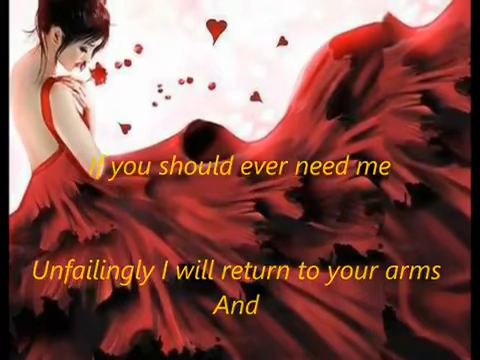 If you should ever need me
Unfailingly I will return to your arms
And